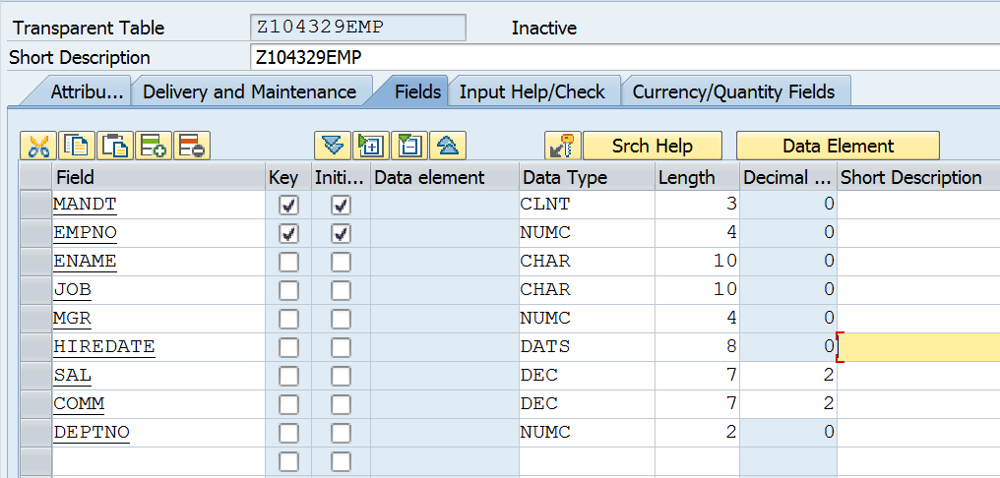 Transparent Table Z104329EMP Inactive
Short Description Z104329EMP
Attribu... Delivery and Maintenance Fields Input Help/Check Currency/Quantity Fields
Srch Help Data Element
Field Key Initi... Data element Data Type Length Decimal ... Short Description
MANDT CLNT 3 0
EMPNO NUMC 4 0
ENAME CHAR 10 0
JOB CHAR 10 0
MGR NUMC 4 0
HIREDATE DATS 8 0
SAL DEC 7 2
COMM DEC 7 2
DEPTNO NUMC 2 0